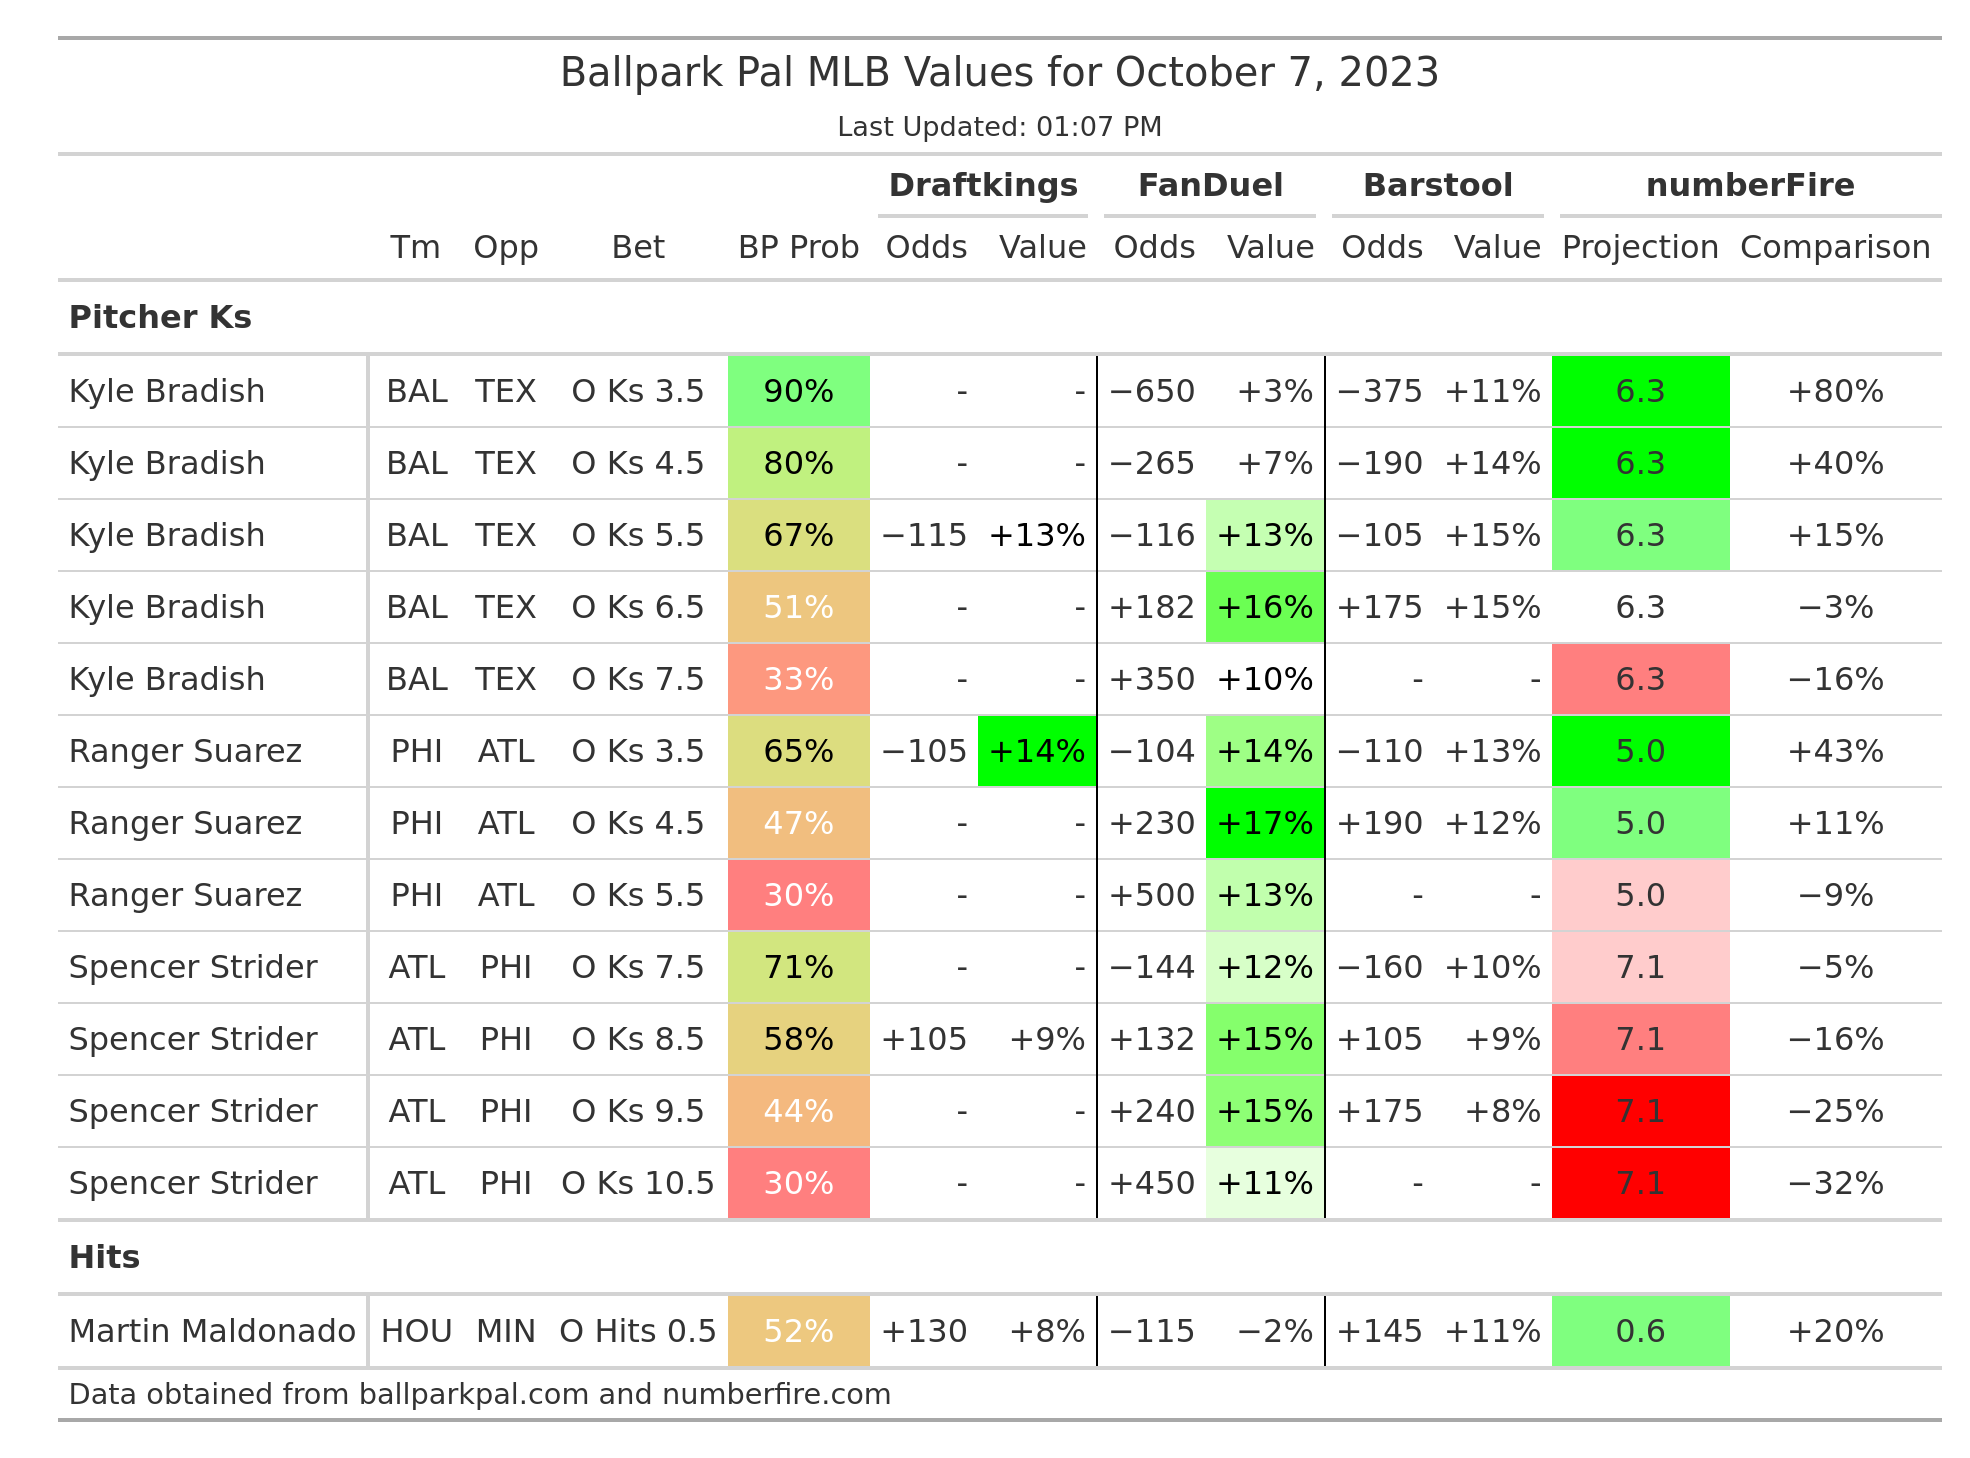 Ballpark Pal MLB Values for October 7, 2023
Last Updated: 01:07 PM
Draftkings FanDuel Barstool numberFire
Tm Opp Bet BP Prob Odds Value Odds Value Odds Value Projection Comparison
Pitcher Ks
Kyle Bradish BAL TEX O Ks 3.5 90% - - −650 +3% −375 +11% 6.3 +80%
Kyle Bradish BAL TEX O Ks 4.5 80% - - −265 +7% −190 +14% 6.3 +40%
Kyle Bradish BAL TEX O Ks 5.5 67% −115 +13% −116 +13% −105 +15% 6.3 +15%
Kyle Bradish BAL TEX O Ks 6.5 51% - - +182 +16% +175 +15% 6.3 −3%
Kyle Bradish BAL TEX O Ks 7.5 33% - - +350 +10% - - 6.3 −16%
Ranger Suarez PHI ATL O Ks 3.5 65% −105 +14% −104 +14% −110 +13% 5.0 +43%
Ranger Suarez PHI ATL O Ks 4.5 47% - - +230 +17% +190 +12% 5.0 +11%
Ranger Suarez PHI ATL O Ks 5.5 30% - - +500 +13% - - 5.0 −9%
Spencer Strider ATL PHI O Ks 7.5 71% - - −144 +12% −160 +10% 7.1 −5%
Spencer Strider ATL PHI O Ks 8.5 58% +105 +9% +132 +15% +105 +9% 7.1 −16%
Spencer Strider ATL PHI O Ks 9.5 44% - - +240 +15% +175 +8% 7.1 −25%
Spencer Strider ATL PHI O Ks 10.5 30% - - +450 +11% - - 7.1 −32%
Hits
Martin Maldonado HOU MIN O Hits 0.5 52% +130 +8% −115 −2% +145 +11% 0.6 +20%
Data obtained from ballparkpal.com and numberfire.com